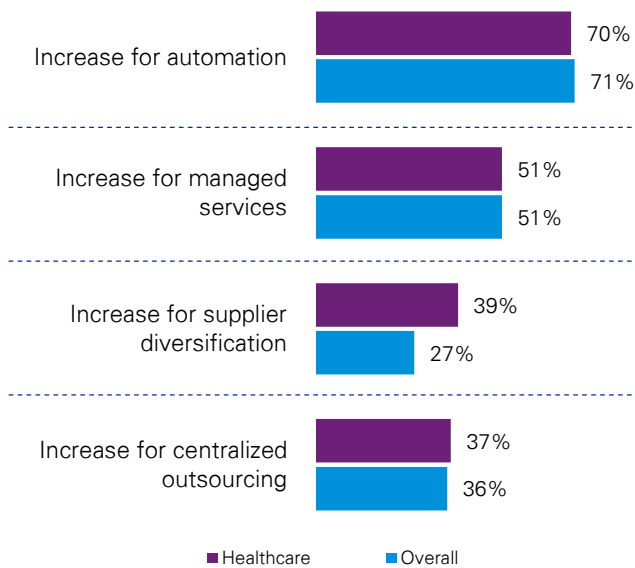 Increase for automation
70%
71%
Increase for managed
services
51%
51%
Increase for supplier
diversification
39%
27%
Increase for centralized
outsourcing
37%
36%
Healthcare
Overall